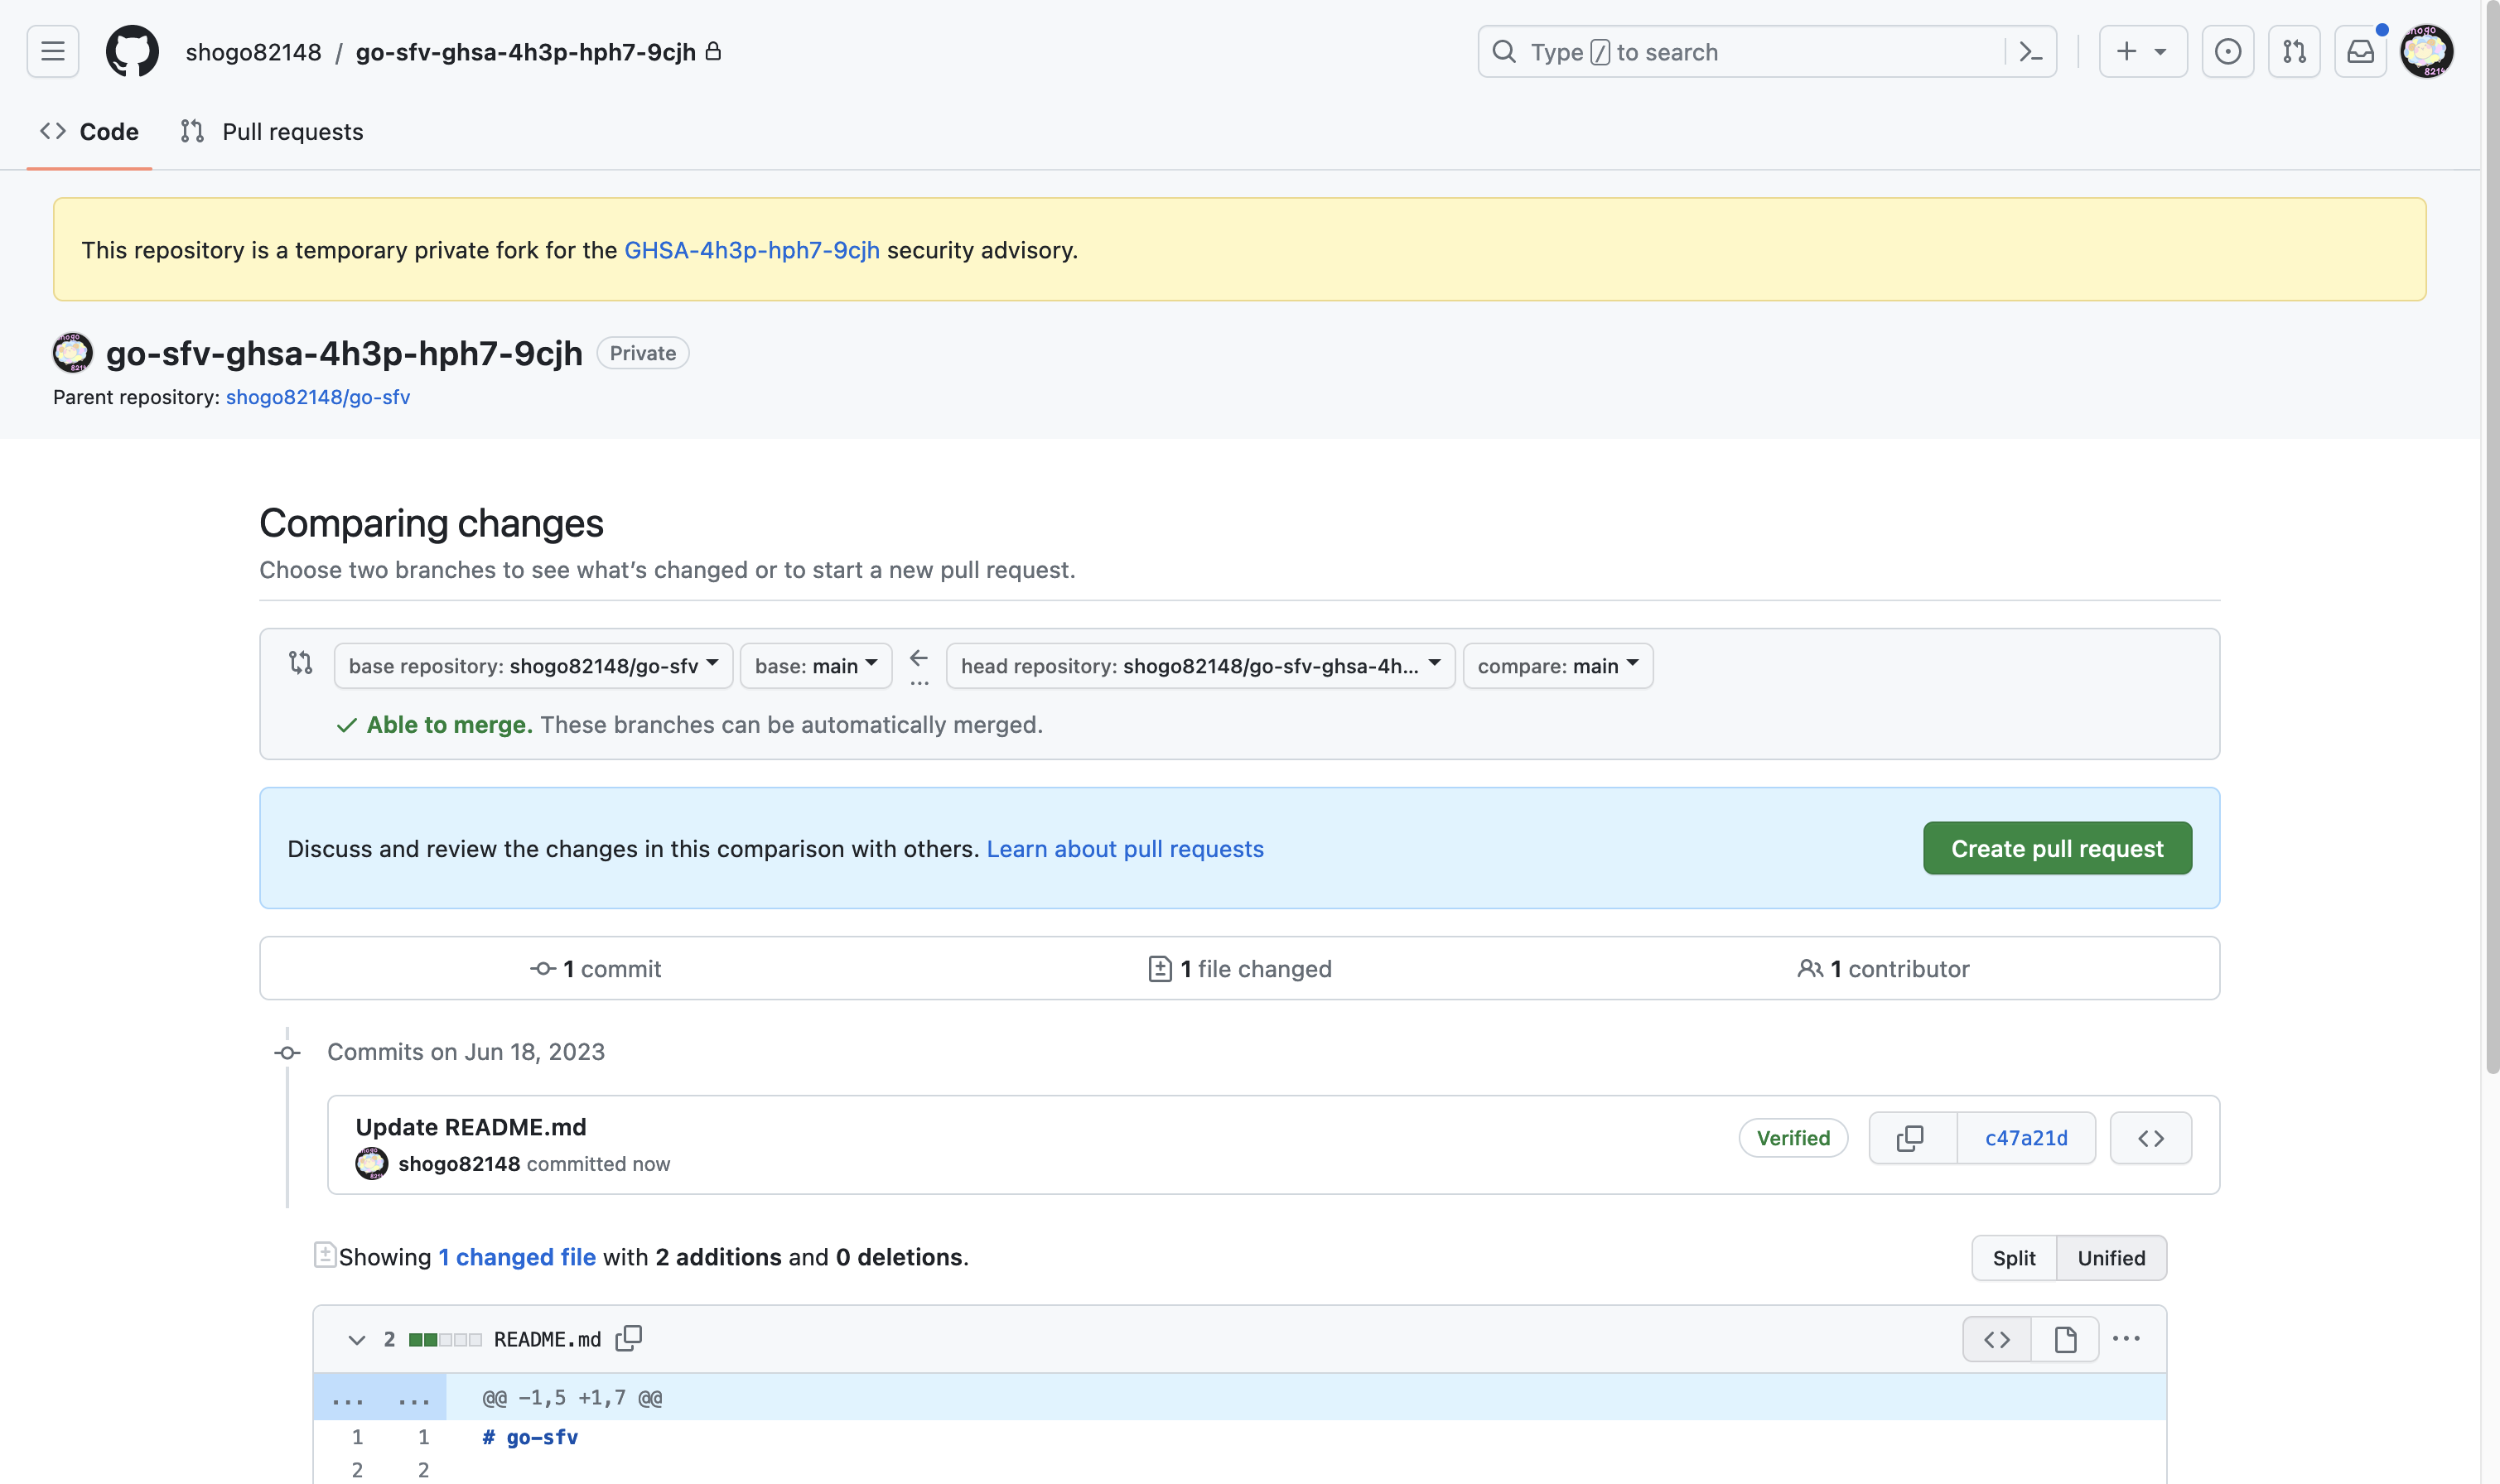 shogo82148 / go-sfv-ghsa-4h3p-hph7-9cjh
Type / to search
Code
Pull requests
This repository is a temporary private fork for the GHSA-4h3p-hph7-9cjh security advisory.
go-sfv-ghsa-4h3p-hph7-9cjh Private
Parent repository: shogo82148/go-sfv
Comparing changes
Choose two branches to see what’s changed or to start a new pull request.
base repository: shogo82148/go-sfv base: main ... head repository: shogo82148/go-sfv-ghsa-4h... compare: main
Able to merge. These branches can be automatically merged.
Discuss and review the changes in this comparison with others. Learn about pull requests
Create pull request
1 commit
1 file changed
1 contributor
Commits on Jun 18, 2023
Update README.md
shogo82148 committed now
Verified
c47a21d
Showing 1 changed file with 2 additions and 0 deletions.
Split Unified
2 README.md
... ... @@ -1,5 +1,7 @@
1 1 # go-sfv
2 2